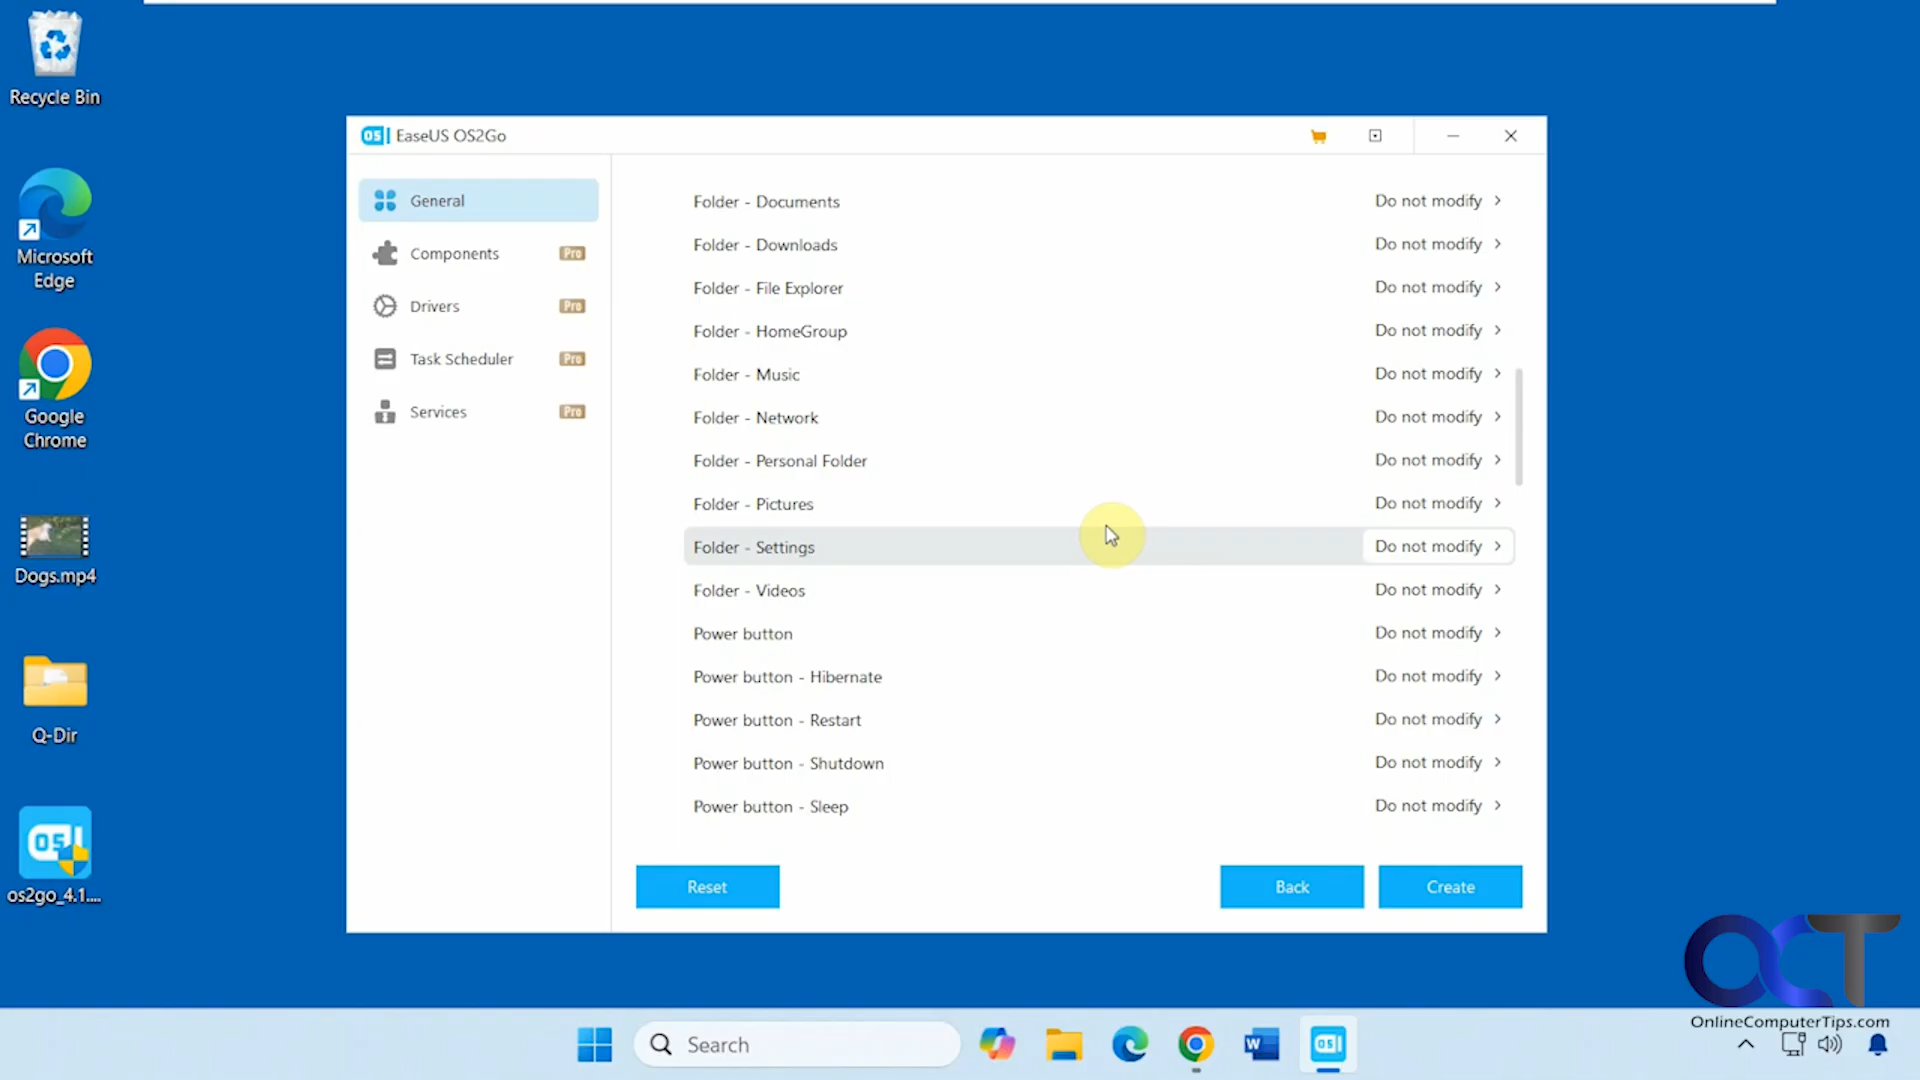 Recycle Bin
Microsoft
Edge
Google
Chrome
Dogs.mp4
Q-Dir
OS
os2go_4.1....
OS EaseUS OS2Go
General
Components Pro
Drivers Pro
Task Scheduler Pro
Services Pro
Folder - Documents Do not modify
Folder - Downloads Do not modify
Folder - File Explorer Do not modify
Folder - HomeGroup Do not modify
Folder - Music Do not modify
Folder - Network Do not modify
Folder - Personal Folder Do not modify
Folder - Pictures Do not modify
Folder - Settings Do not modify
Folder - Videos Do not modify
Power button Do not modify
Power button - Hibernate Do not modify
Power button - Restart Do not modify
Power button - Shutdown Do not modify
Power button - Sleep Do not modify
Reset Back Create
OCT
OnlineComputerTips.com
Search
W
OS